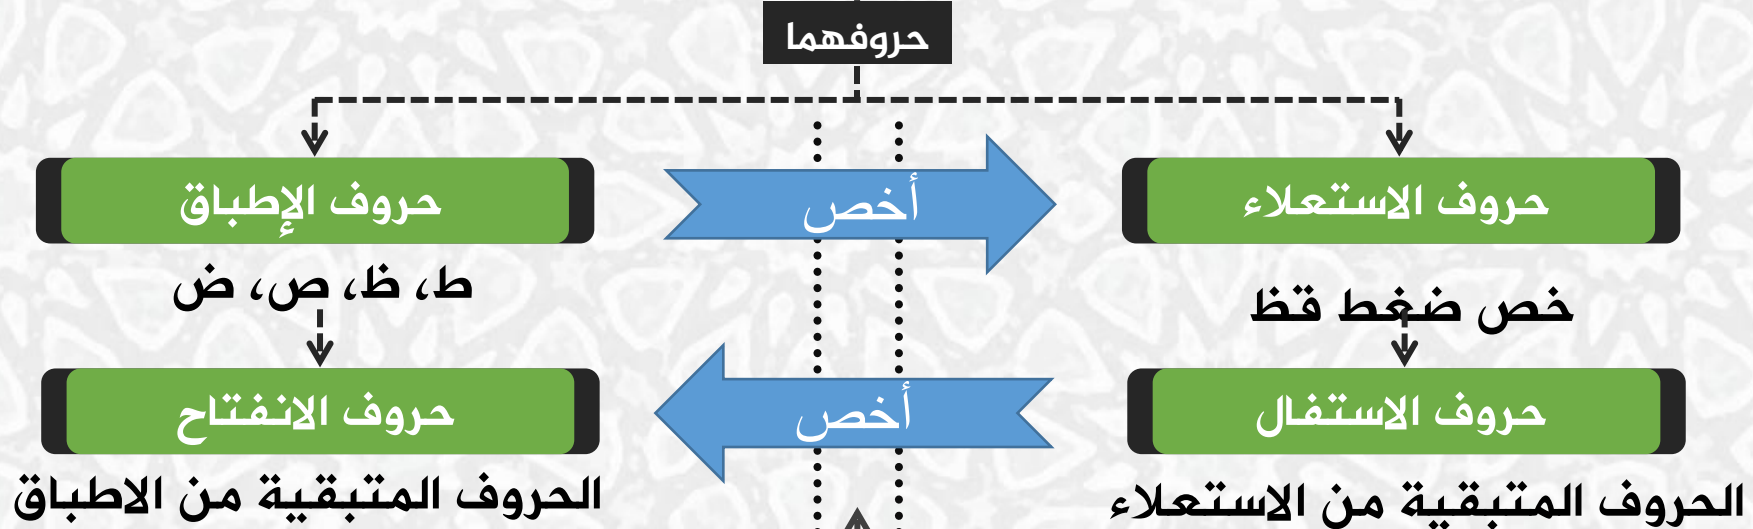 حروفهما
حروف الاستعلاء
أخص
حروف الإطباق
خص ضغط قظ
ط، ظ، ص، ض
حروف الاستفال
أخص
حروف الانفتاح
الحروف المتبقية من الاستعلاء
الحروف المتبقية من الاطباق